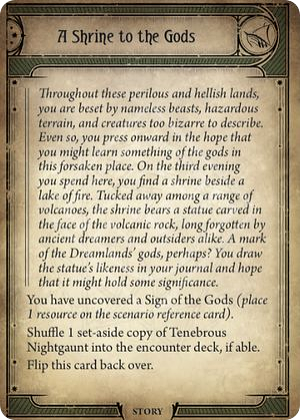 A Shrine to the Gods
Throughout these perilous and hellish lands,
you are beset by nameless beasts, hazardous
terrain, and creatures too bizarre to describe.
Even so, you press onward in the hope that
you might learn something of the gods in
this forsaken place. On the third evening
you spend here, you find a shrine beside a
lake of fire. Tucked away among a range of
volcanoes, the shrine bears a statue carved in
the face of the volcanic rock, long forgotten by
ancient dreamers and outsiders alike. A mark
of the Dreamlands' gods, perhaps? You draw
the statue's likeness in your journal and hope
that it might hold some significance.
You have uncovered a Sign of the Gods (place
1 resource on the scenario reference card).
Shuffle 1 set-aside copy of Tenebrous
Nightgaunt into the encounter deck, if able.
Flip this card back over.
STORY